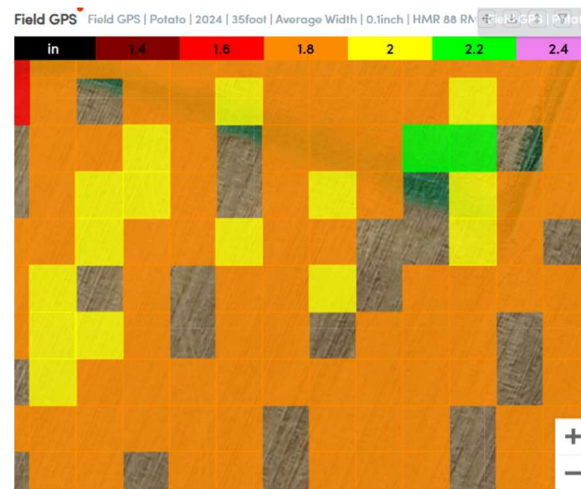 Field GPS Field GPS | Potato | 2024 | 35foot | Average Width | 0.1inch | HMR 88 RM
in 1.4 1.6 1.8 2 2.2 2.4
+
−